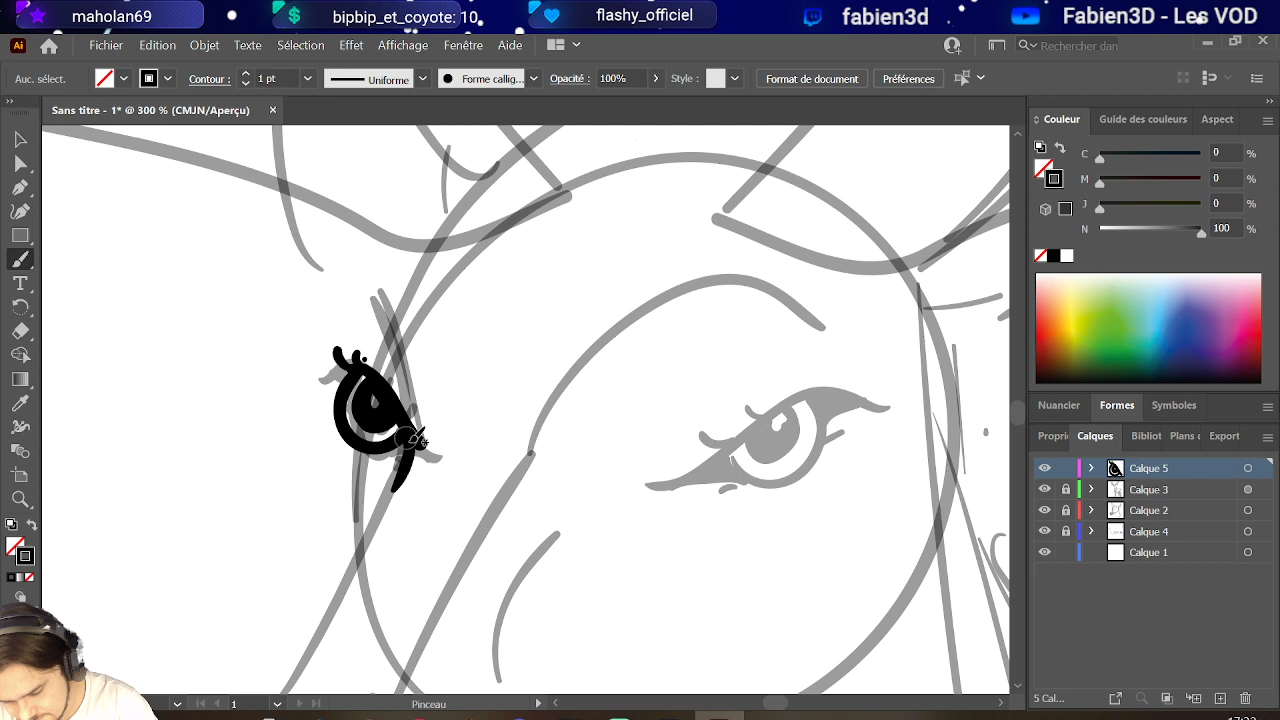 maholan69
bipbip_et_coyote: 10
flashy_officiel
fabien3d
Fabien3D - Les VOD
Ai
Fichier Edition Objet Texte Sélection Effet Affichage Fenêtre Aide
Rechercher dan
Auc. sélect.
Contour :
1 pt
Uniforme
Forme callig...
Opacité :
100%
Style :
Format de document
Préférences
Sans titre - 1* @ 300 % (CMJN/Aperçu)
Couleur Guide des couleurs Aspect
C 0 %
M 0 %
J 0 %
N 100 %
Nuancier Formes Symboles
Propri Calques Bibliot Plans Export
Calque 5
Calque 3
Calque 2
Calque 4
Calque 1
5 Cal...
1
Pinceau